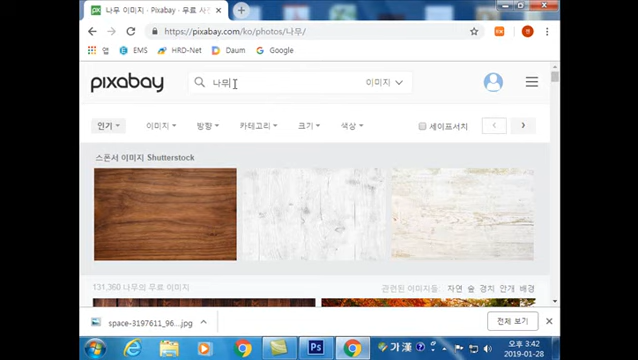 나무 이미지 · Pixabay · 무료 사진
https://pixabay.com/ko/photos/나무/
앱 EMS HRD-Net Daum Google
pixabay 나무 이미지
인기 이미지 방향 카테고리 크기 색상 세이프서치
스폰서 이미지 Shutterstock
131,360 나무의 무료 이미지 관련된 이미지들: 자연 숲 경치 안개 배경
space-3197611_96....jpg 전체 보기
Ps 가 漢 오후 3:42
2019-01-28